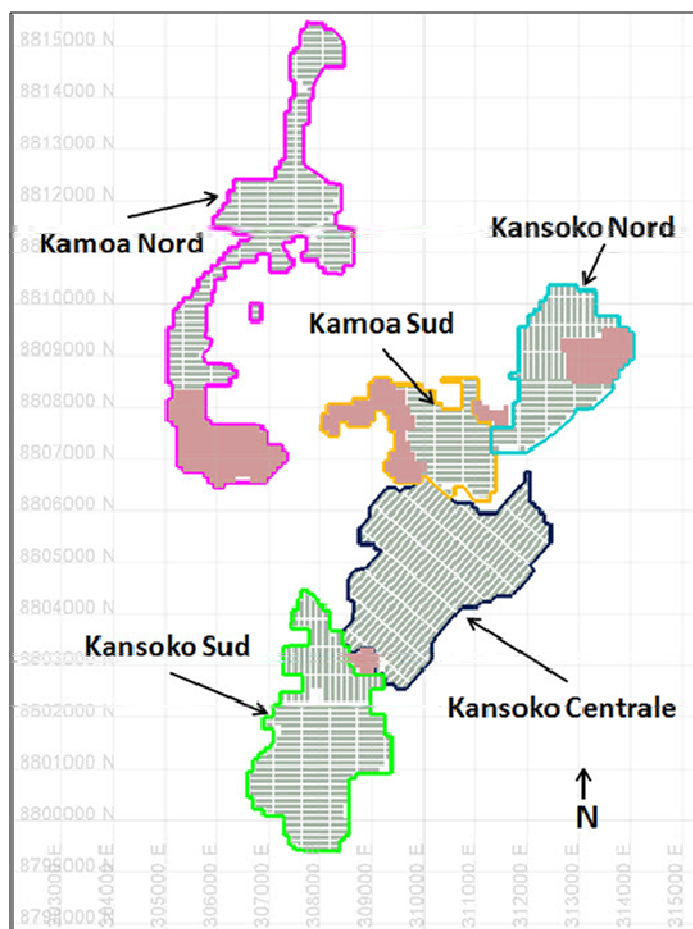 8815000 N
8814000 N
8813000 N
8812000 N
Kamoa Nord
Kansoko Nord
8810000 N
Kamoa Sud
8809000 N
8808000 N
8807000 N
8806000 N
8805000 N
8804000 N
Kansoko Sud
8802000 N
Kansoko Centrale
8801000 N
8800000 N
N
304000 E
305000 E
306000 E
307000 E
308000 E
309000 E
310000 E
311000 E
312000 E
313000 E
314000 E
315000 E